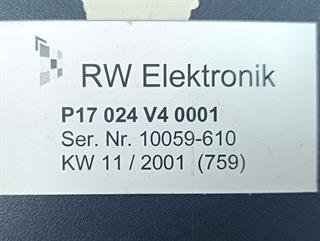 RW Elektronik
P17 024 V4 0001
Ser. Nr. 10059-610
KW 11 / 2001 (759)